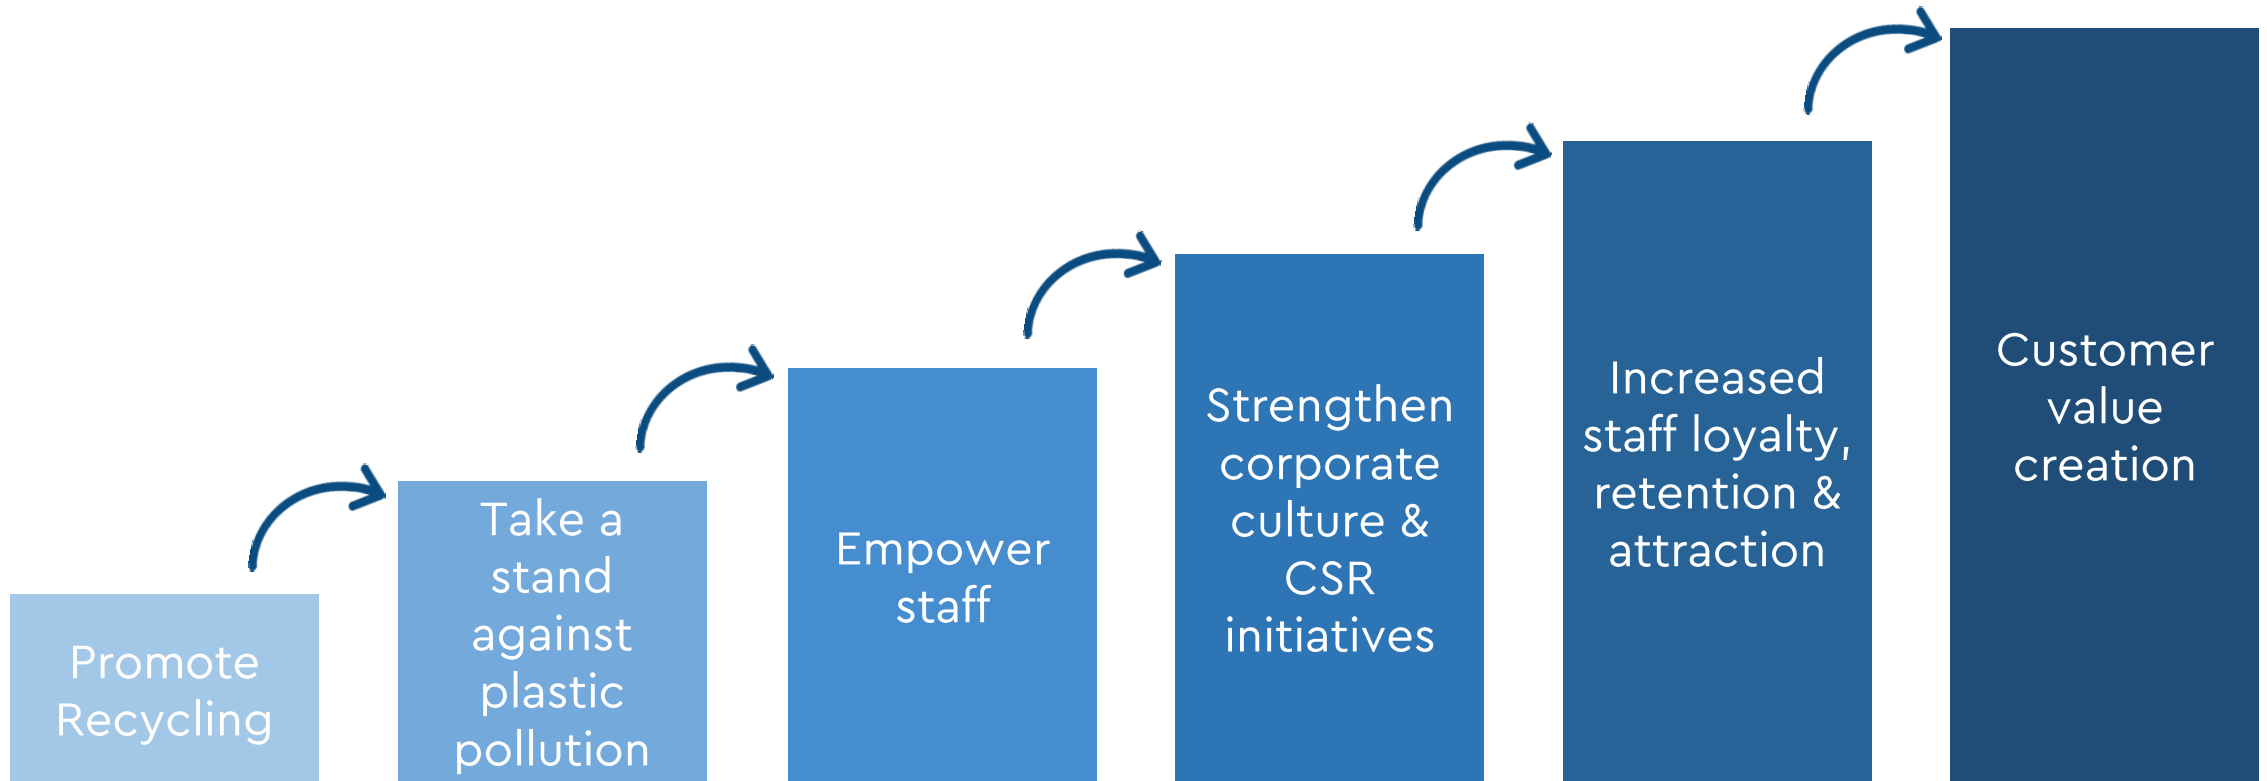 Promote
Recycling
Take a
stand
against
plastic
pollution
Empower
staff
Strengthen
corporate
culture &
CSR
initiatives
Increased
staff loyalty,
retention &
attraction
Customer
value
creation